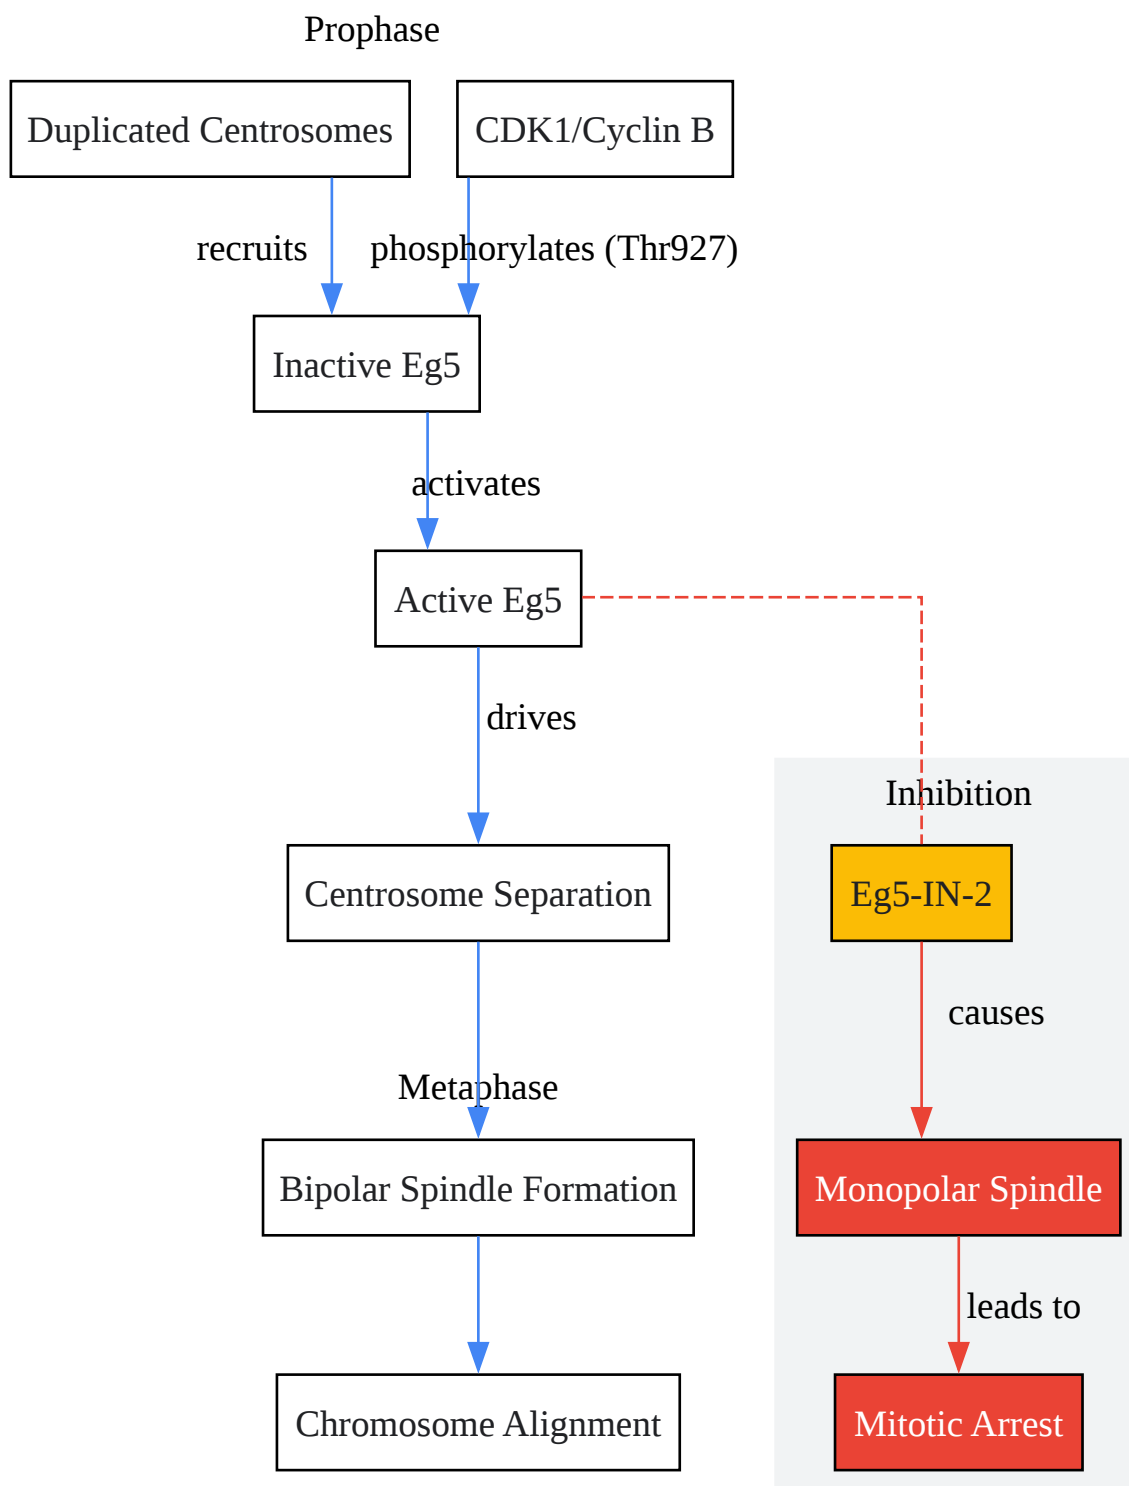 Prophase
Duplicated Centrosomes
CDK1/Cyclin B
recruits
phosphorylates (Thr927)
Inactive Eg5
activates
Active Eg5
drives
Inhibition
Centrosome Separation
Eg5-IN-2
causes
Metaphase
Bipolar Spindle Formation
Monopolar Spindle
leads to
Chromosome Alignment
Mitotic Arrest